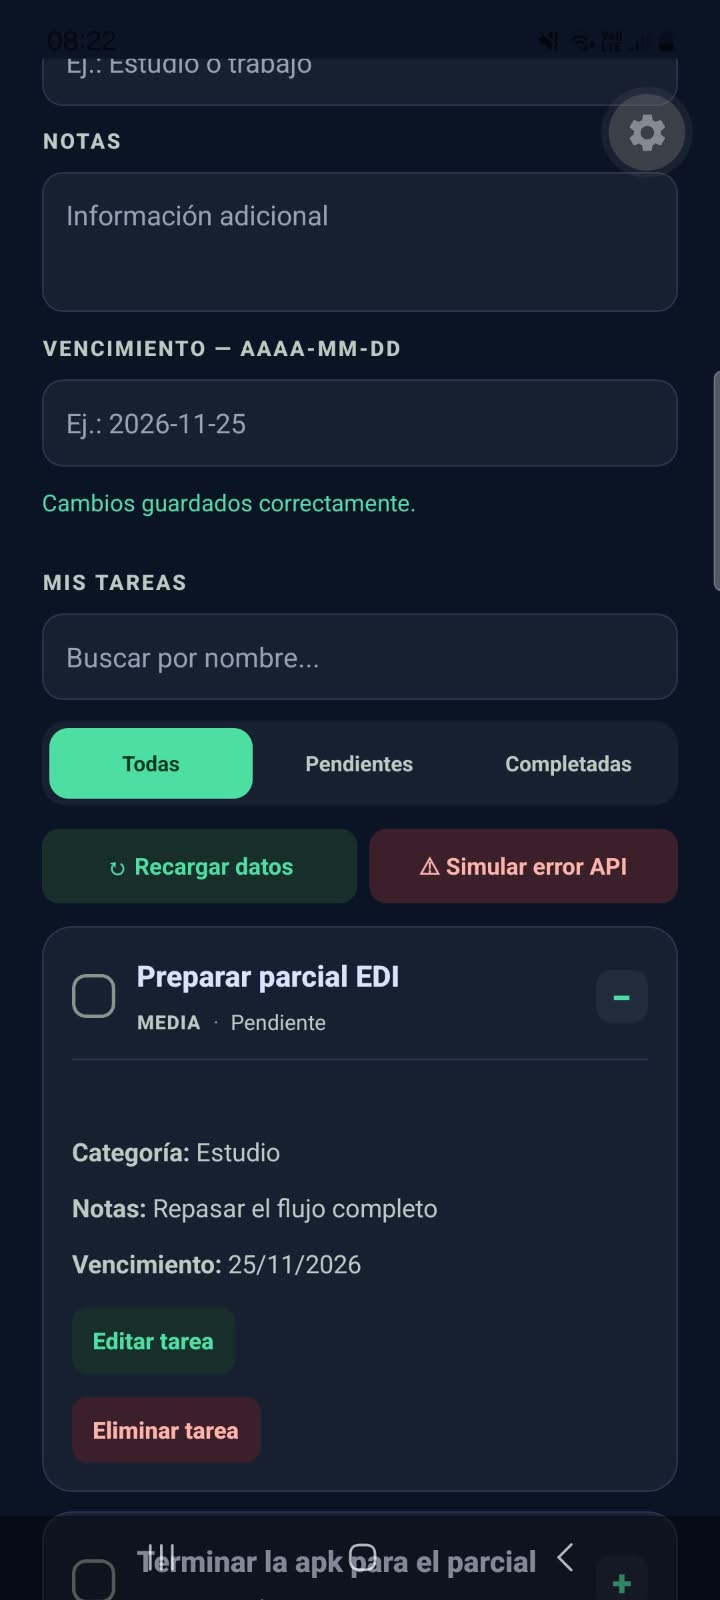 08:22
Ej.: Estudio o trabajo
NOTAS
Información adicional
VENCIMIENTO — AAAA-MM-DD
Ej.: 2026-11-25
Cambios guardados correctamente.
MIS TAREAS
Buscar por nombre...
Todas Pendientes Completadas
↻ Recargar datos ⚠ Simular error API
Preparar parcial EDI
MEDIA · Pendiente
Categoría: Estudio
Notas: Repasar el flujo completo
Vencimiento: 25/11/2026
Editar tarea
Eliminar tarea
Terminar la apk para el parcial